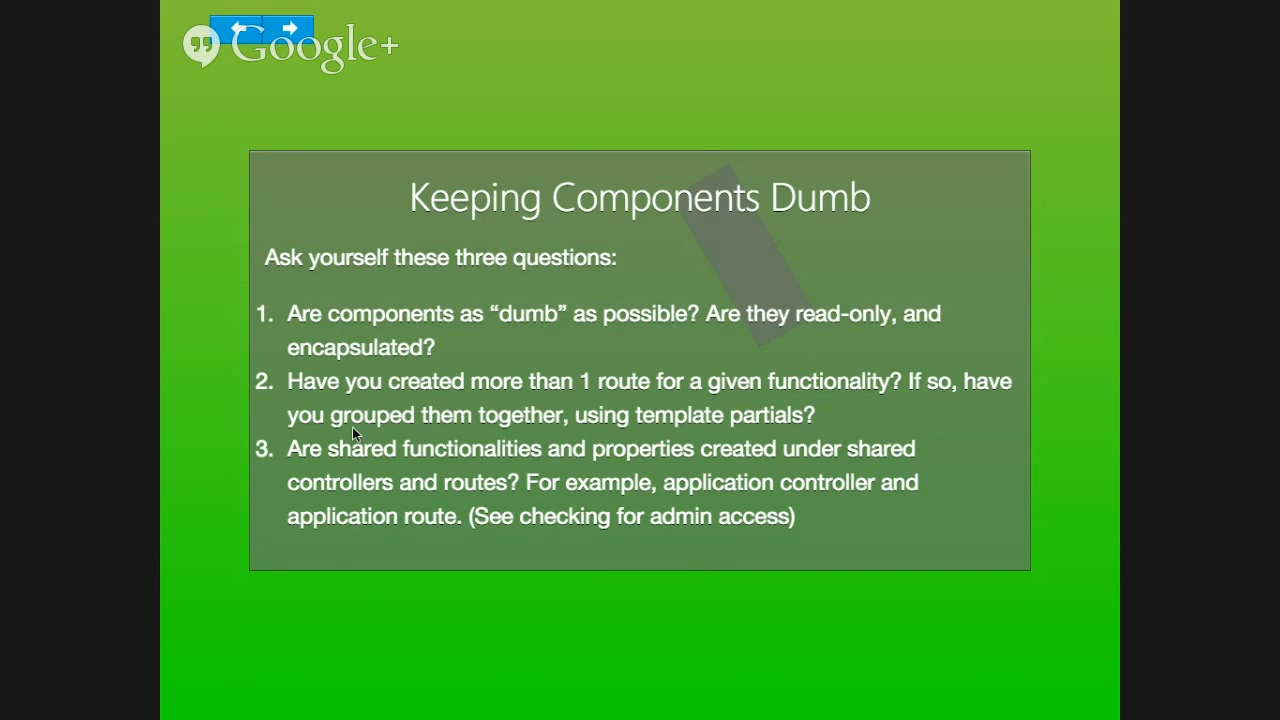 Google+
Keeping Components Dumb
Ask yourself these three questions:
1. Are components as “dumb” as possible? Are they read-only, and
encapsulated?
2. Have you created more than 1 route for a given functionality? If so, have
you grouped them together, using template partials?
3. Are shared functionalities and properties created under shared
controllers and routes? For example, application controller and
application route. (See checking for admin access)